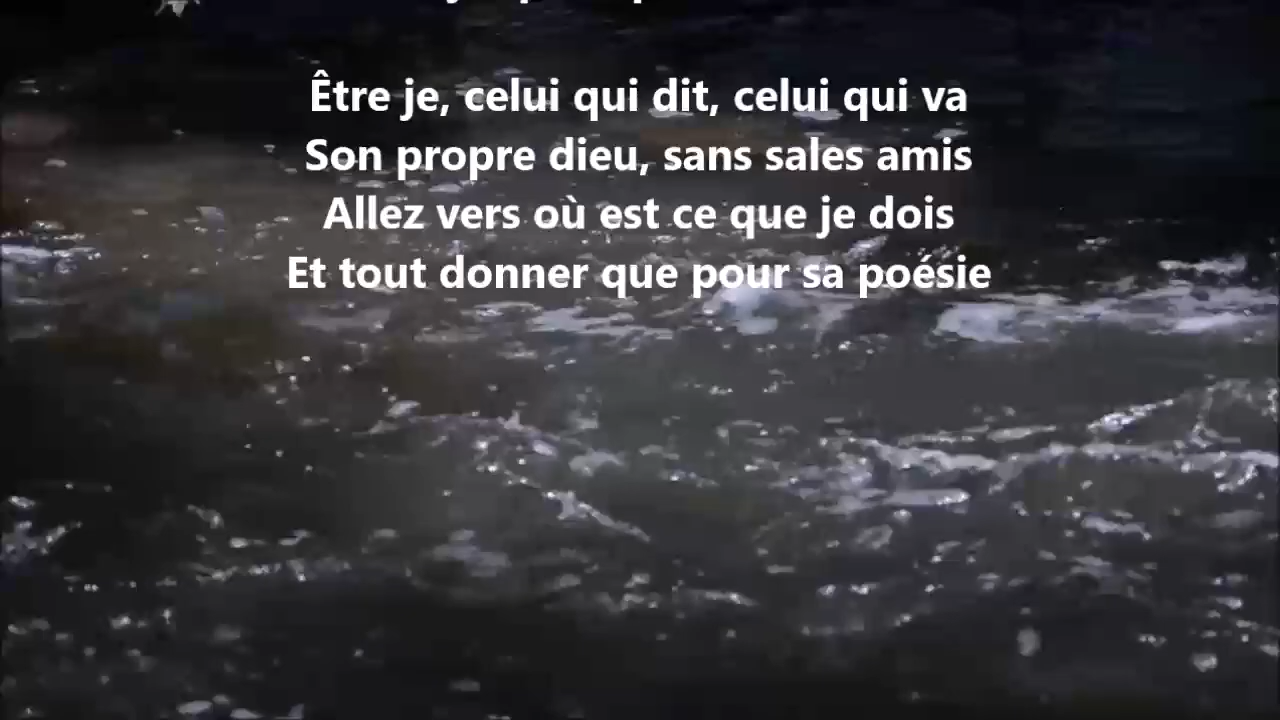 Être je, celui qui dit, celui qui va
Son propre dieu, sans sales amis
Allez vers où est ce que je dois
Et tout donner que pour sa poésie